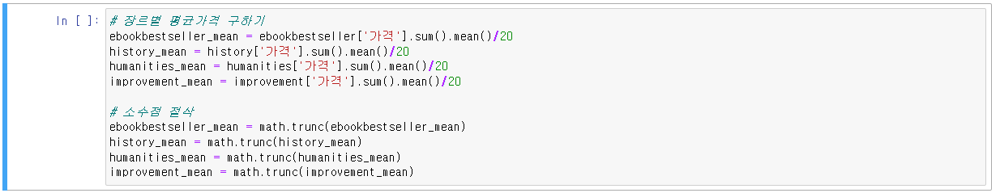 In [ ]: # 장르별 평균가격 구하기
ebookbestseller_mean = ebookbestseller['가격'].sum().mean()/20
history_mean = history['가격'].sum().mean()/20
humanities_mean = humanities['가격'].sum().mean()/20
improvement_mean = improvement['가격'].sum().mean()/20
# 소수점 절삭
ebookbestseller_mean = math.trunc(ebookbestseller_mean)
history_mean = math.trunc(history_mean)
humanities_mean = math.trunc(humanities_mean)
improvement_mean = math.trunc(improvement_mean)